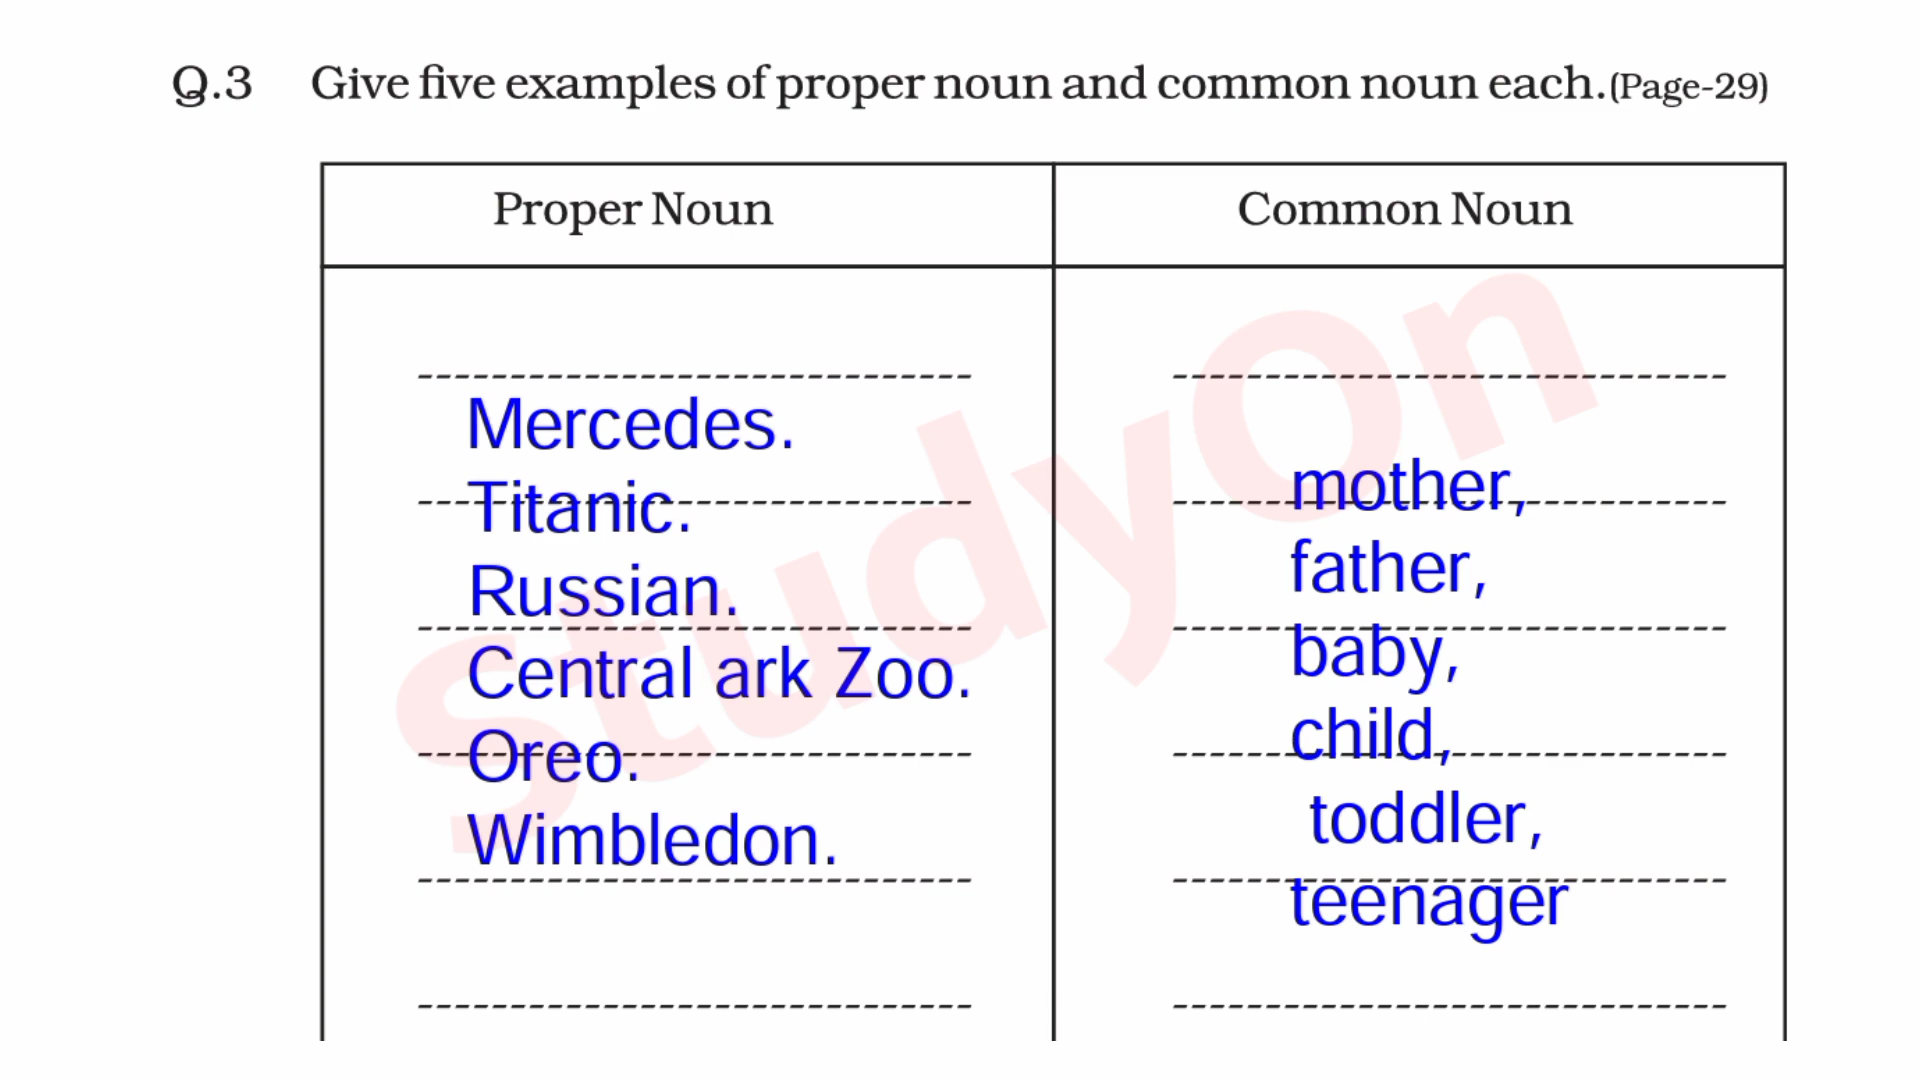 Q.3 Give five examples of proper noun and common noun each.(Page-29)
Proper Noun
Common Noun
Mercedes.
Titanic.
Russian.
Central ark Zoo.
Oreo.
Wimbledon.
mother,
father,
baby,
child,
toddler,
teenager
studyOn